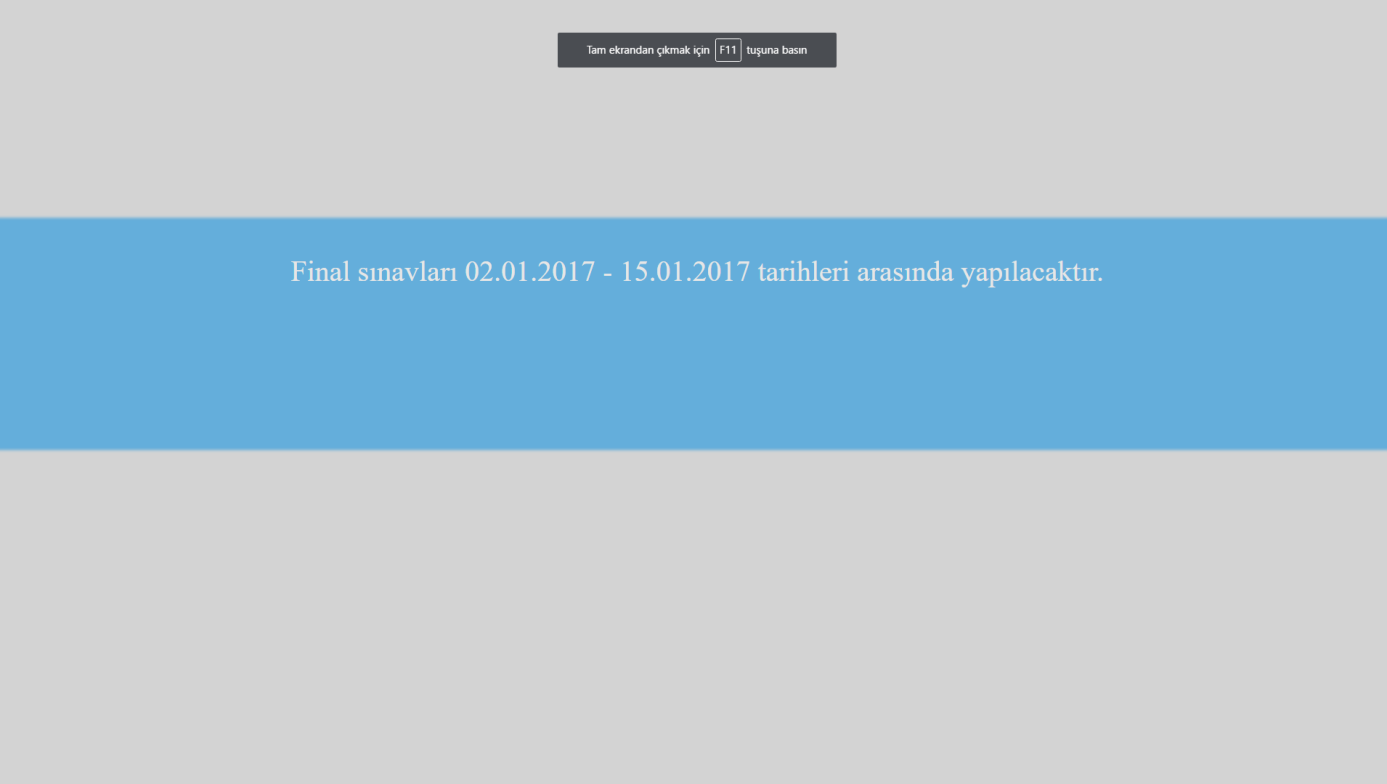 Tam ekrandan çıkmak için F11 tuşuna basın
Final sınavları 02.01.2017 - 15.01.2017 tarihleri arasında yapılacaktır.